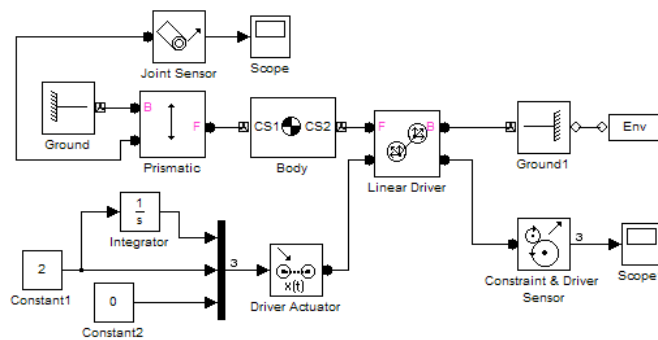 Joint Sensor
Scope
B
F
Ground
Prismatic
CS1 CS2
Body
F B
Linear Driver
Ground1
Env
1
s
Integrator
2
Constant1
0
Constant2
3
x(t)
Driver Actuator
3
Constraint & Driver
Sensor
Scope